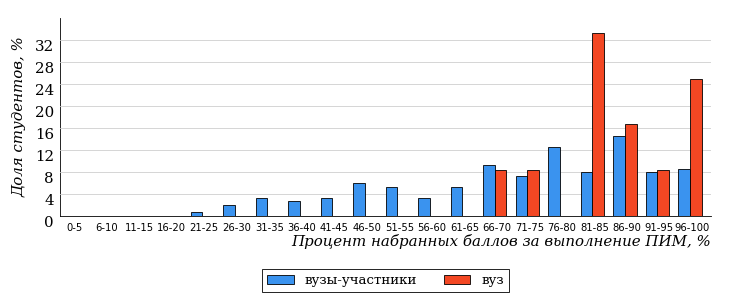 Доля студентов, %
32
28
24
20
16
12
8
4
0
0-5 6-10 11-15 16-20 21-25 26-30 31-35 36-40 41-45 46-50 51-55 56-60 61-65 66-70 71-75 76-80 81-85 86-90 91-95 96-100
Процент набранных баллов за выполнение ПИМ, %
вузы-участники вуз